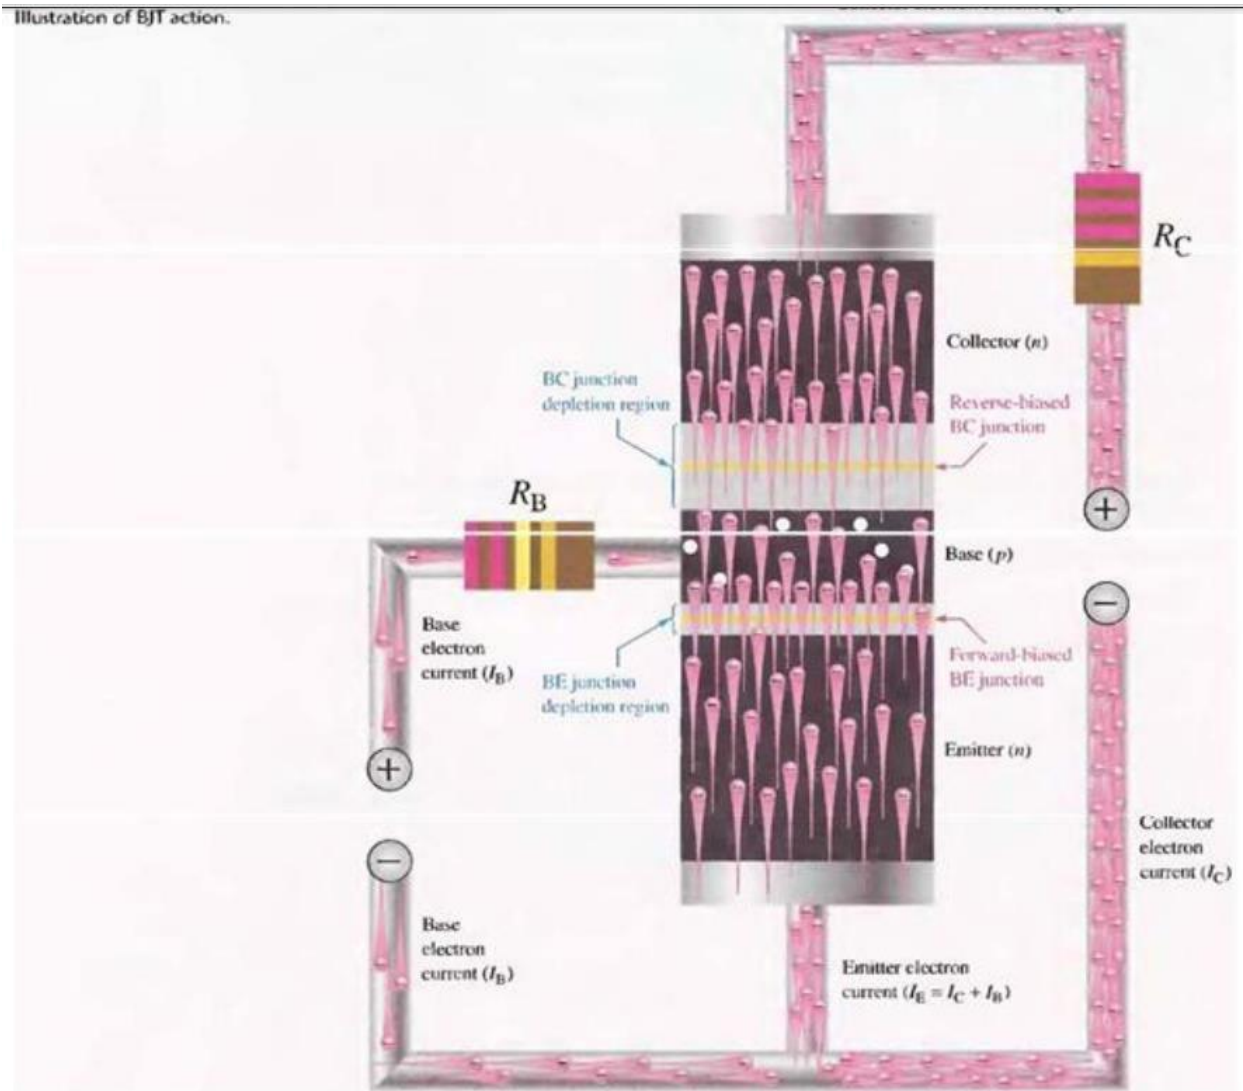 Illustration of BJT action.
R_C
Collector (n)
BC junction
depletion region
Reverse-biased
BC junction
R_B
Base (p)
Base
electron
current (I_B)
BE junction
depletion region
Forward-biased
BE junction
Emitter (n)
Collector
electron
current (I_C)
Base
electron
current (I_B)
Emitter electron
current (I_E = I_C + I_B)
+
−
+
−